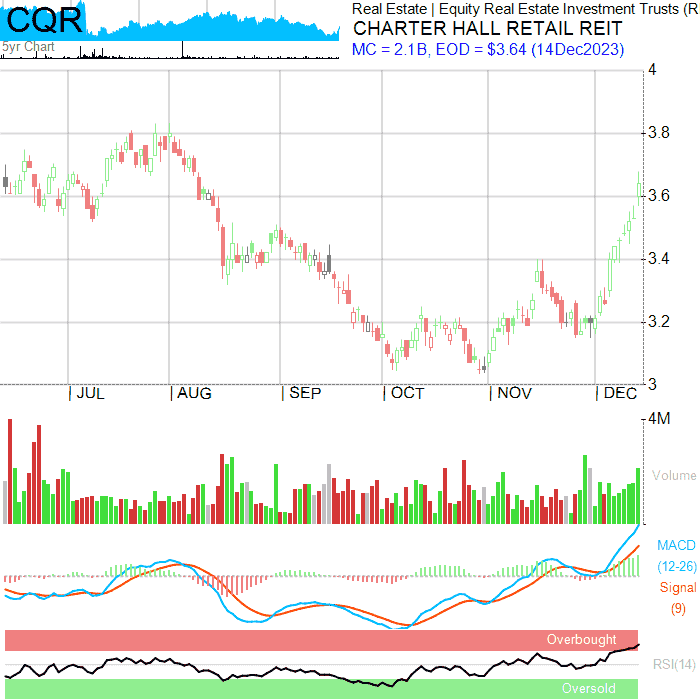 CQR
5yr Chart
Real Estate | Equity Real Estate Investment Trusts (R
CHARTER HALL RETAIL REIT
MC = 2.1B, EOD = $3.64 (14Dec2023)
4
3.8
3.6
3.4
3.2
3
| JUL | AUG | SEP | OCT | NOV | DEC
4M
Volume
MACD
(12-26)
Signal
(9)
Overbought
RSI(14)
Oversold